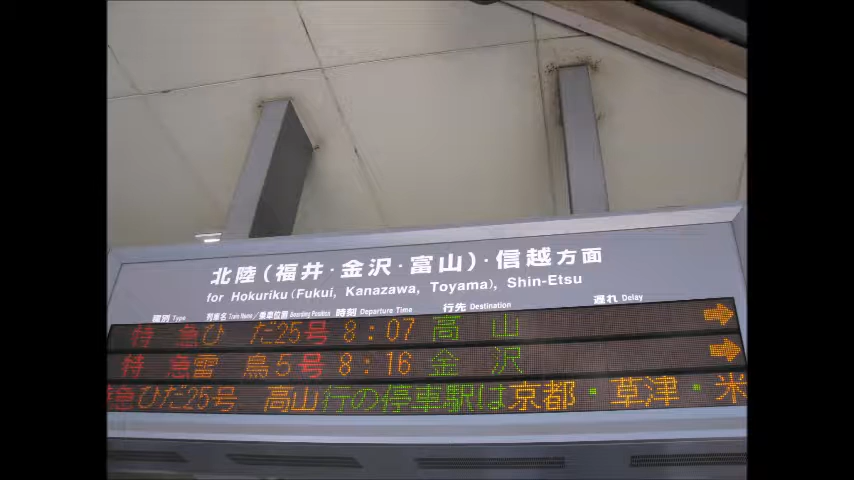 北陸(福井・金沢・富山)・信越方面
for Hokuriku(Fukui, Kanazawa, Toyama), Shin-Etsu
種別 Type 列車名 Train Name / 乗車位置 Boarding Position 時刻 Departure Time 行先 Destination 遅れ Delay
特急 ひだ25号 8:07 高山 →
特急 雷鳥5号 8:16 金沢 →
急ひだ25号 高山行の停車駅は京都・草津・米